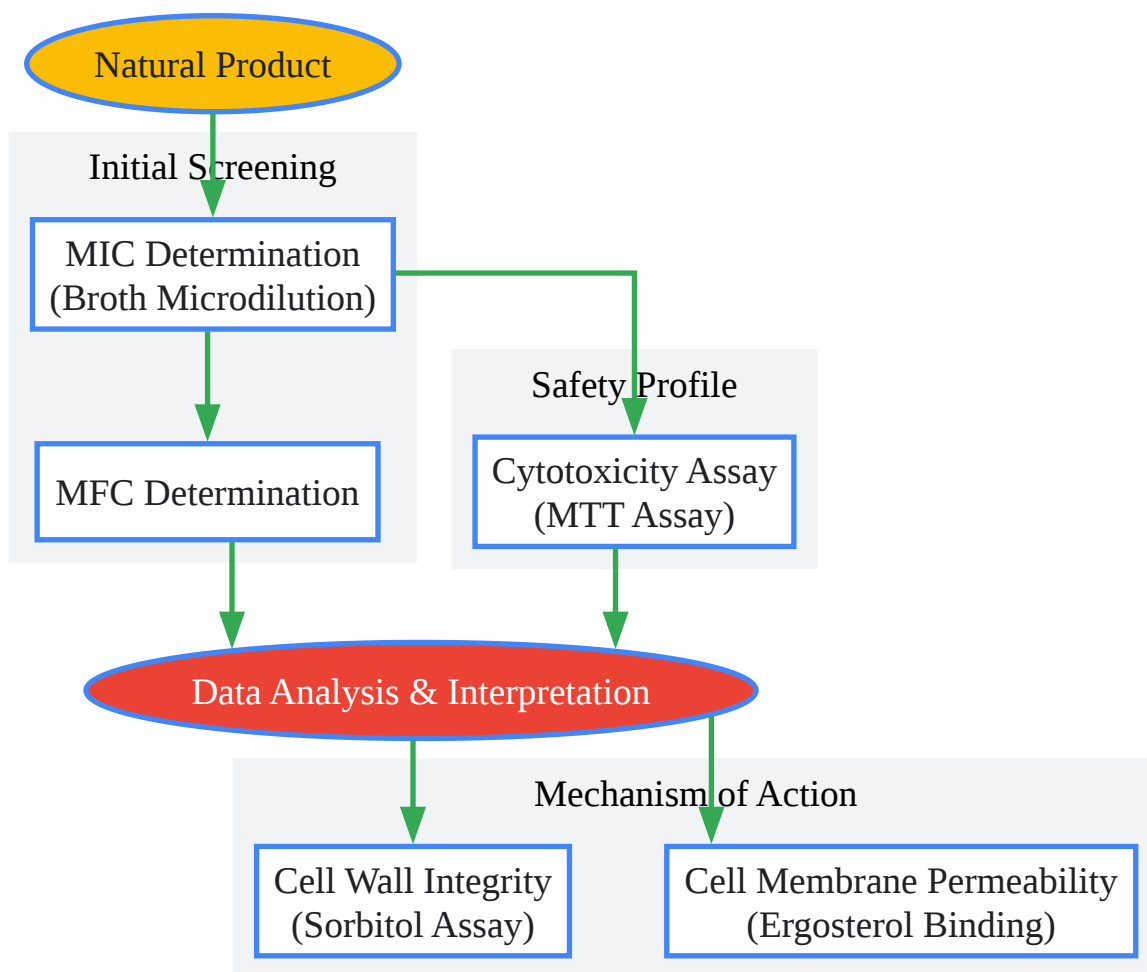 Natural Product
Initial Screening
MIC Determination
(Broth Microdilution)
Safety Profile
Cytotoxicity Assay
(MTT Assay)
MFC Determination
Data Analysis & Interpretation
Mechanism of Action
Cell Wall Integrity
(Sorbitol Assay)
Cell Membrane Permeability
(Ergosterol Binding)